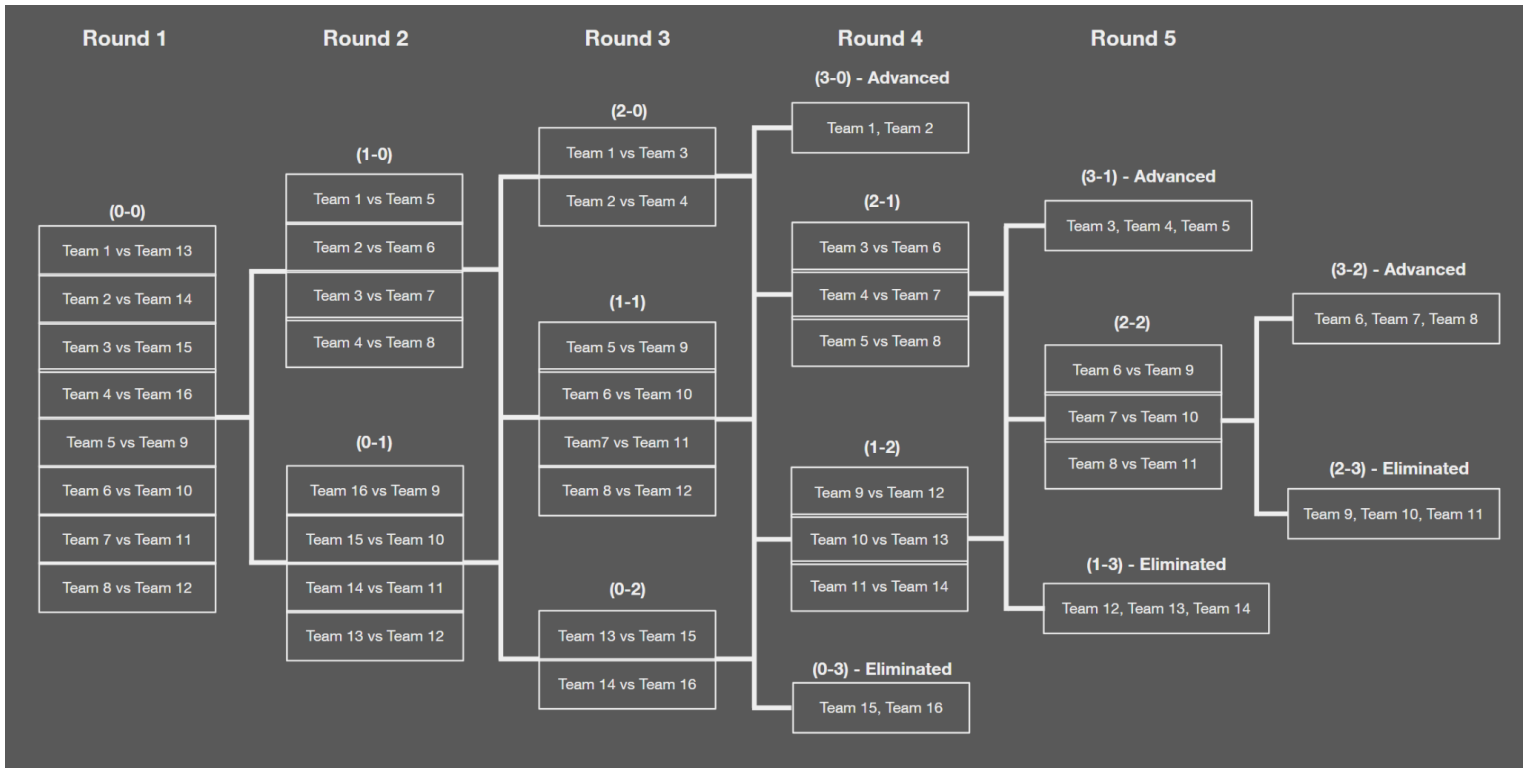 Round 1
Round 2
Round 3
Round 4
Round 5
(0-0)
Team 1 vs Team 13
Team 2 vs Team 14
Team 3 vs Team 15
Team 4 vs Team 16
Team 5 vs Team 9
Team 6 vs Team 10
Team 7 vs Team 11
Team 8 vs Team 12
(1-0)
Team 1 vs Team 5
Team 2 vs Team 6
Team 3 vs Team 7
Team 4 vs Team 8
(0-1)
Team 16 vs Team 9
Team 15 vs Team 10
Team 14 vs Team 11
Team 13 vs Team 12
(2-0)
Team 1 vs Team 3
Team 2 vs Team 4
(1-1)
Team 5 vs Team 9
Team 6 vs Team 10
Team7 vs Team 11
Team 8 vs Team 12
(0-2)
Team 13 vs Team 15
Team 14 vs Team 16
(3-0) - Advanced
Team 1, Team 2
(2-1)
Team 3 vs Team 6
Team 4 vs Team 7
Team 5 vs Team 8
(1-2)
Team 9 vs Team 12
Team 10 vs Team 13
Team 11 vs Team 14
(0-3) - Eliminated
Team 15, Team 16
(3-1) - Advanced
Team 3, Team 4, Team 5
(2-2)
Team 6 vs Team 9
Team 7 vs Team 10
Team 8 vs Team 11
(1-3) - Eliminated
Team 12, Team 13, Team 14
(3-2) - Advanced
Team 6, Team 7, Team 8
(2-3) - Eliminated
Team 9, Team 10, Team 11